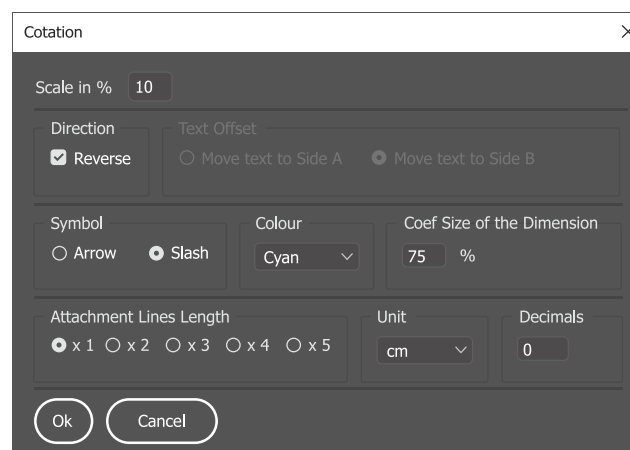 Cotation
Scale in % 10
Direction
Reverse
Text Offset
Move text to Side A
Move text to Side B
Symbol
Arrow
Slash
Colour
Cyan
Coef Size of the Dimension
75 %
Attachment Lines Length
x 1 x 2 x 3 x 4 x 5
Unit
cm
Decimals
0
Ok
Cancel